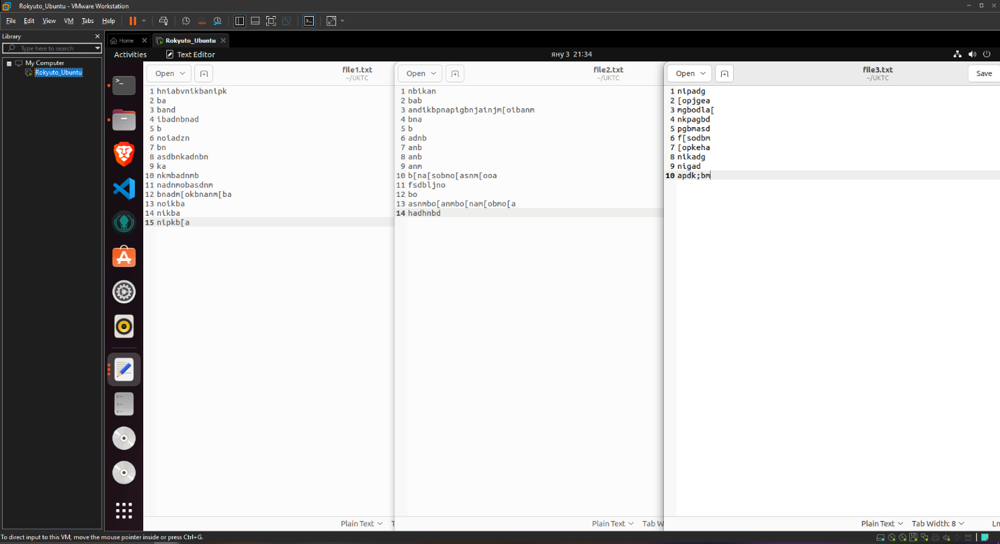 Rokyuto_Ubuntu - VMware Workstation
File Edit View VM Tabs Help
Library
Type here to search
My Computer
Rokyuto_Ubuntu
Home
Rokyuto_Ubuntu
Activities
Text Editor
яну 3 21:34
Open
file1.txt
~/UKTC
1 hniabvnikbanipk
2 ba
3 band
4 ibadnbnad
5 b
6 noiadzn
7 bn
8 asdbnkadnbn
9 ka
10 nkmbadnmb
11 nadnmobasdnm
12 bnadm[okbnanm[ba
13 noikba
14 nikba
15 nipkb[a
Plain Text
Open
file2.txt
~/UKTC
1 nbikan
2 bab
3 andikbpnapigbnjainjm[oibanm
4 bna
5 b
6 adnb
7 anb
8 anb
9 anm
10 b[na[sobno[asnm[ooa
11 fsdbljno
12 bo
13 asnmbo[anmbo[nam[obmo[a
14 hadhnbd
Plain Text Tab W
Open
file3.txt
~/UKTC
Save
1 nipadg
2 [opjgea
3 mgbodla[
4 nkpagbd
5 pgbmasd
6 f[sodbm
7 [opkeha
8 nikadg
9 nigad
10 apdk;bm
Plain Text Tab Width: 8 Ln
To direct input to this VM, move the mouse pointer inside or press Ctrl+G.